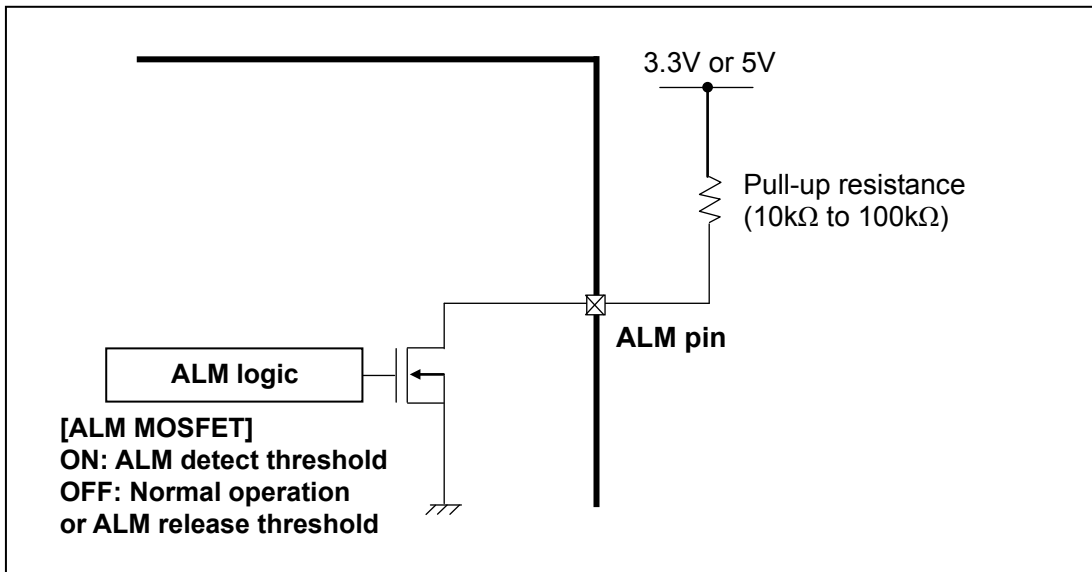 3.3V or 5V
Pull-up resistance
(10kΩ to 100kΩ)
ALM pin
ALM logic
[ALM MOSFET]
ON: ALM detect threshold
OFF: Normal operation
or ALM release threshold